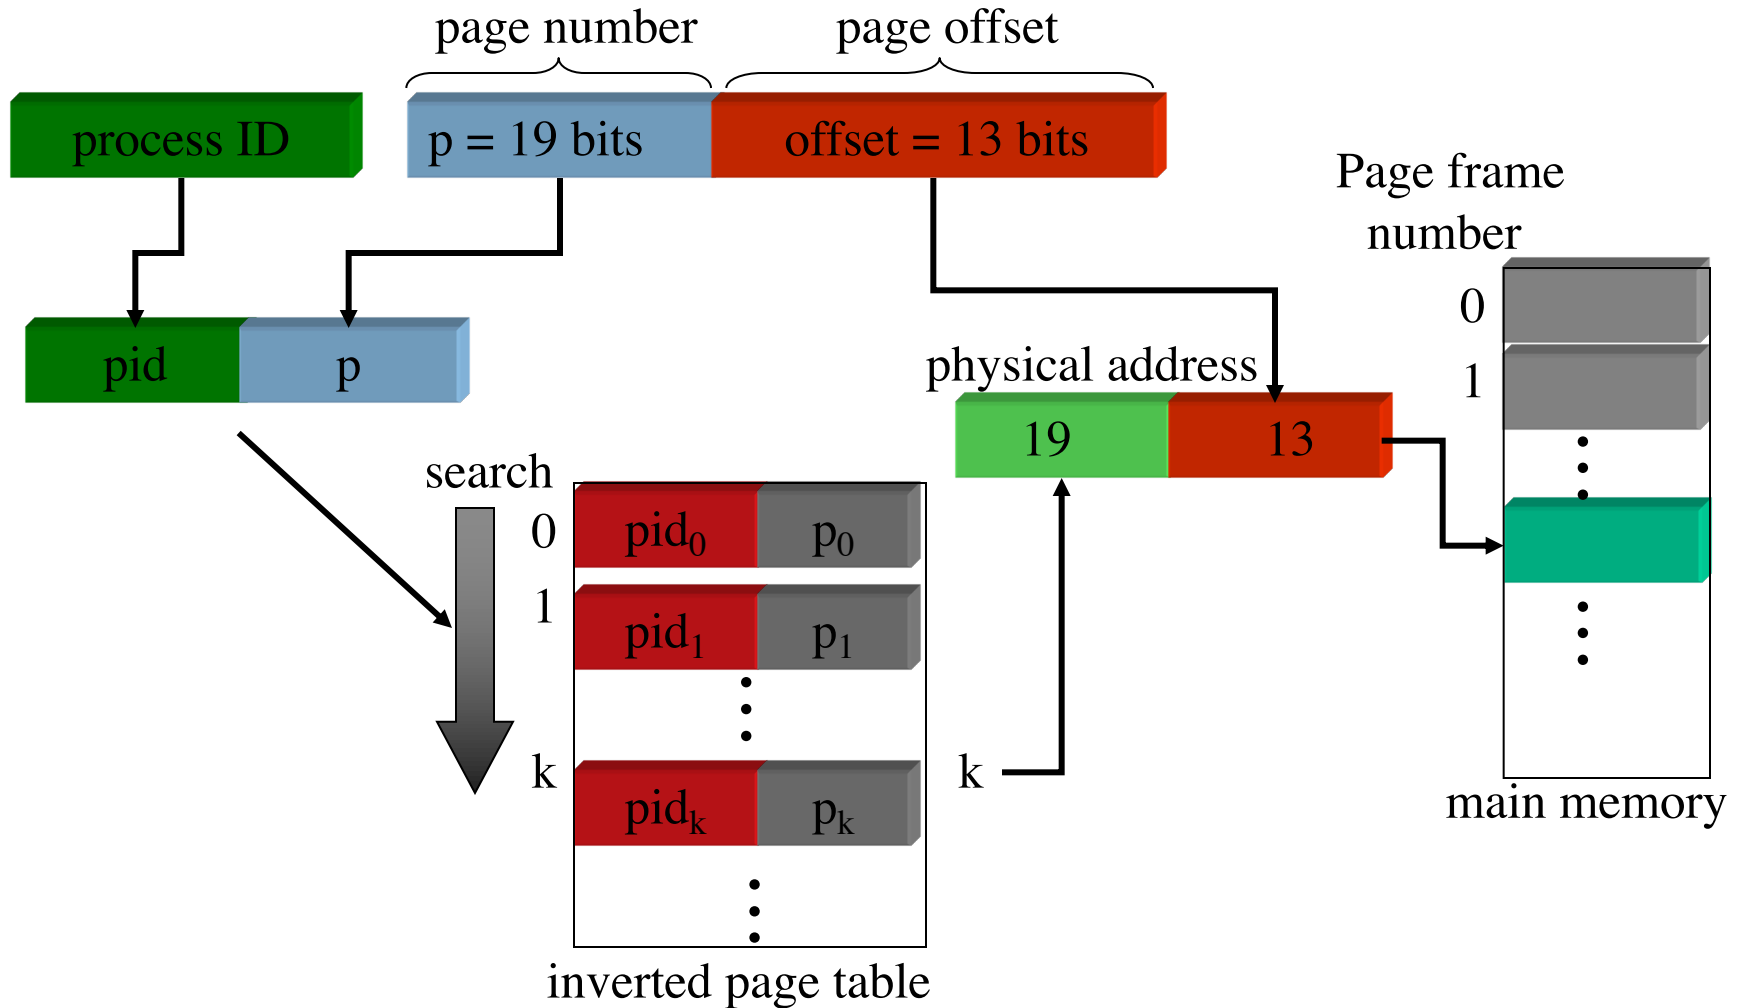 page number
page offset
process ID
p = 19 bits
offset = 13 bits
Page frame
number
0
1
pid
p
physical address
19
13
search
0
pid₀
p₀
1
pid₁
p₁
k
pidₖ
pₖ
k
main memory
inverted page table